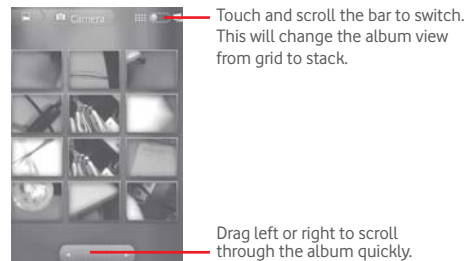 Camera
Touch and scroll the bar to switch.
This will change the album view
from grid to stack.
Drag left or right to scroll
through the album quickly.